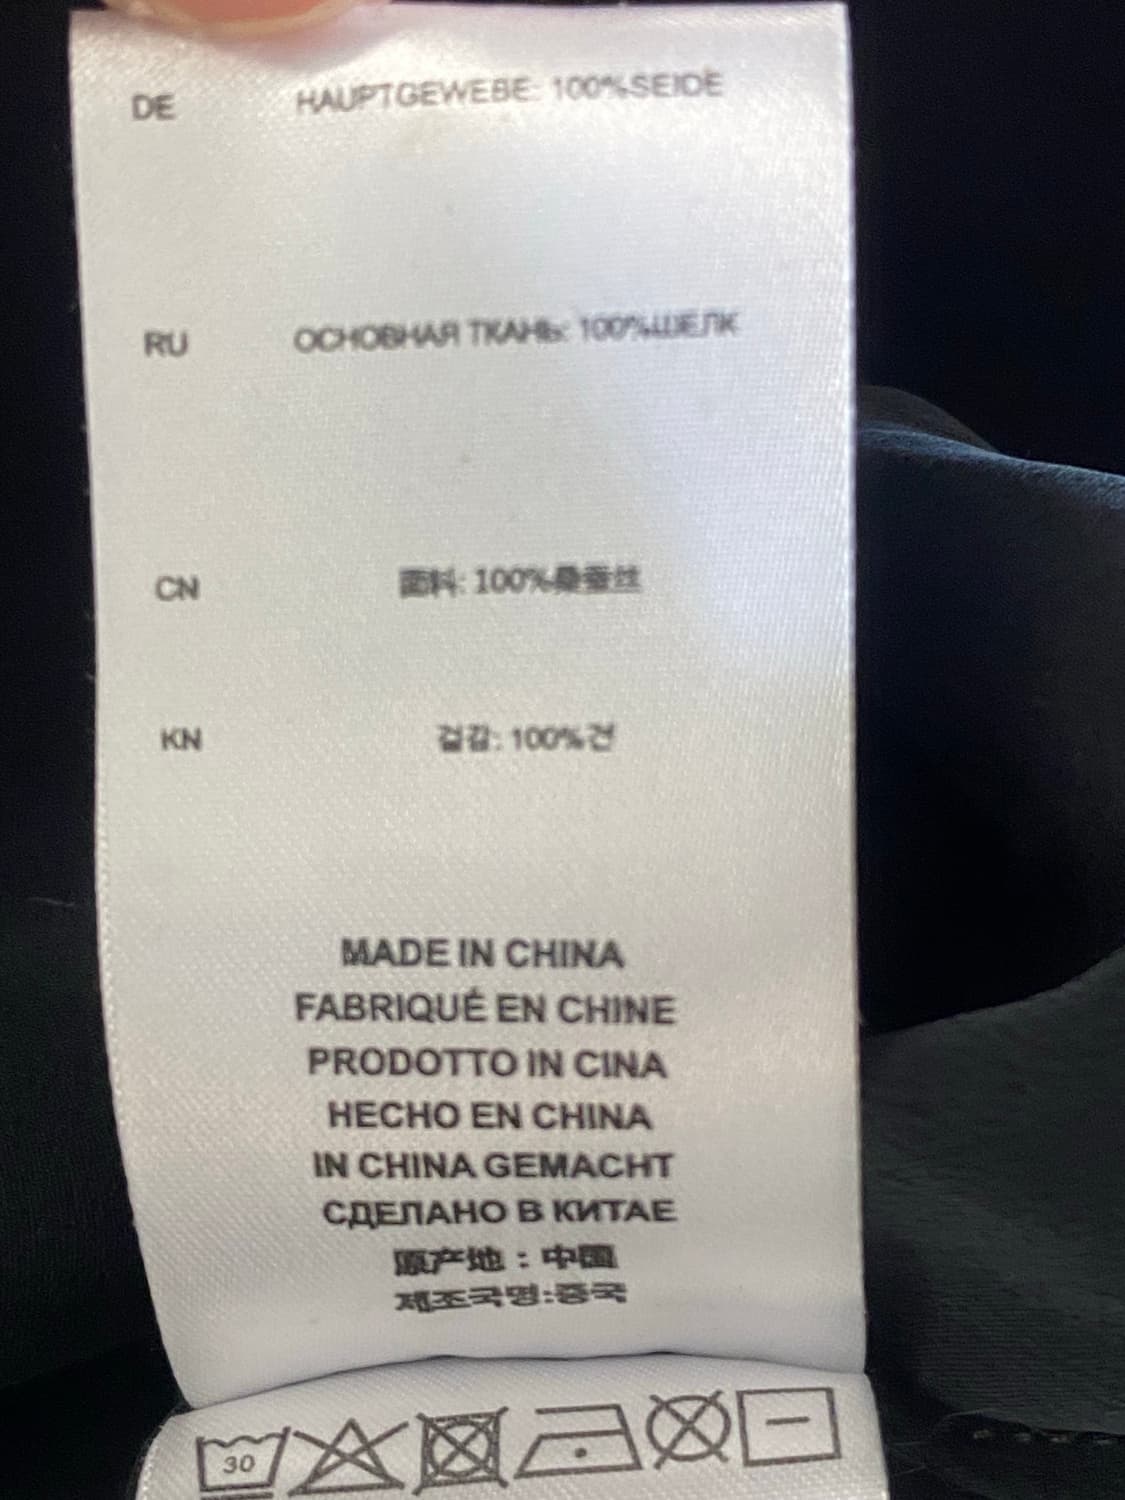 DE HAUPTGEWEBE: 100%SEIDE
RU ОСНОВНАЯ ТКАНЬ: 100%ШЕЛК
CN 面料: 100%桑蚕丝
KN 겉감: 100%견
MADE IN CHINA
FABRIQUÉ EN CHINE
PRODOTTO IN CINA
HECHO EN CHINA
IN CHINA GEMACHT
СДЕЛАНО В КИТАЕ
原产地：中国
제조국명:중국
30